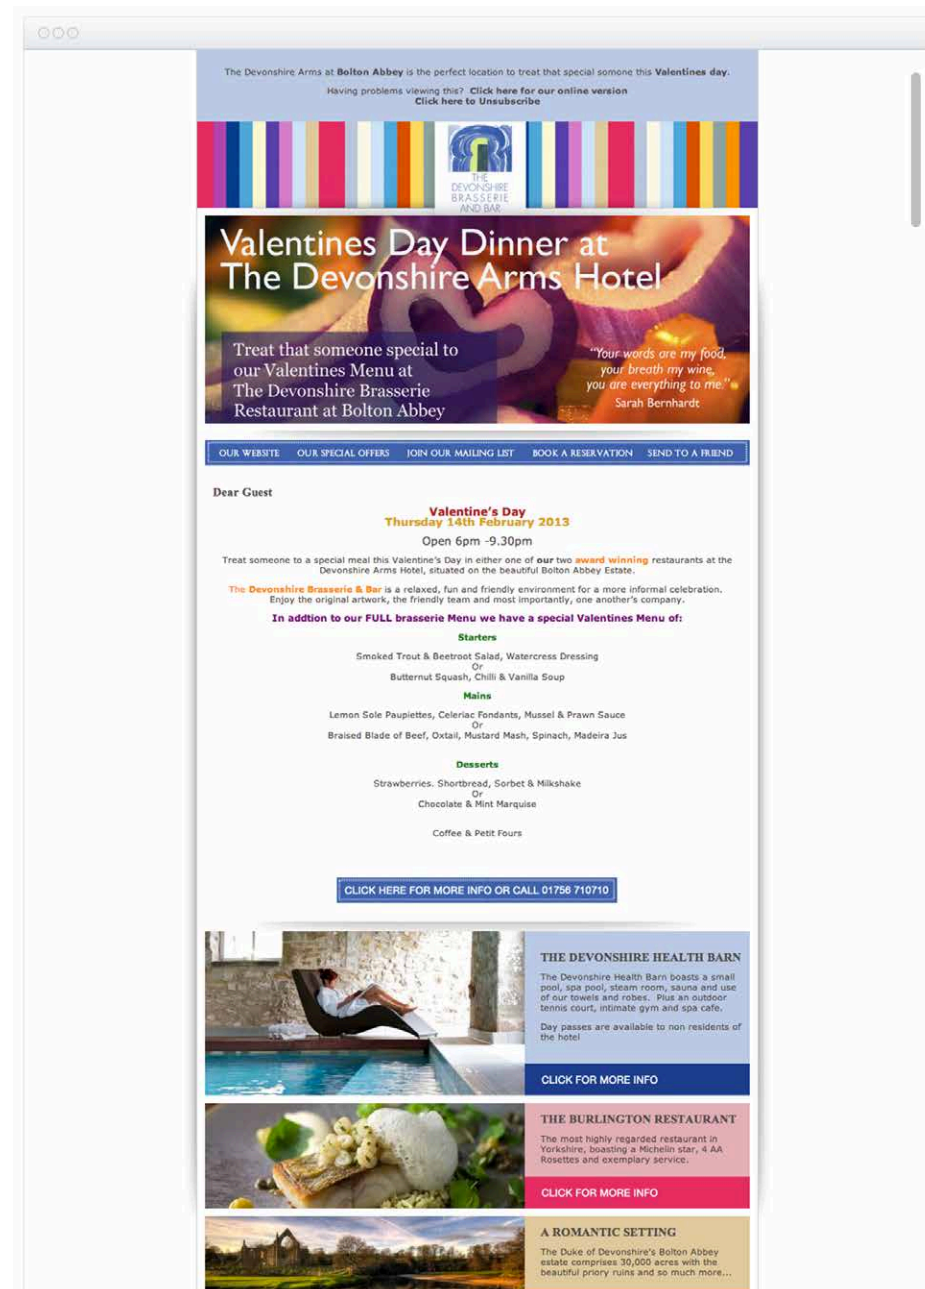 The Devonshire Arms at Bolton Abbey is the perfect location to treat that special somone this Valentines day.
Having problems viewing this? Click here for our online version
Click here to Unsubscribe
THE
DEVONSHIRE
BRASSERIE
AND BAR
Valentines Day Dinner at
The Devonshire Arms Hotel
Treat that someone special to
our Valentines Menu at
The Devonshire Brasserie
Restaurant at Bolton Abbey
"Your words are my food,
your breath my wine,
you are everything to me."
Sarah Bernhardt
OUR WEBSITE OUR SPECIAL OFFERS JOIN OUR MAILING LIST BOOK A RESERVATION SEND TO A FRIEND
Dear Guest
Valentine's Day
Thursday 14th February 2013
Open 6pm -9.30pm
Treat someone to a special meal this Valentine's Day in either one of our two award winning restaurants at the
Devonshire Arms Hotel, situated on the beautiful Bolton Abbey Estate.
The Devonshire Brasserie & Bar is a relaxed, fun and friendly environment for a more informal celebration.
Enjoy the original artwork, the friendly team and most importantly, one another's company.
In addtion to our FULL brasserie Menu we have a special Valentines Menu of:
Starters
Smoked Trout & Beetroot Salad, Watercress Dressing
Or
Butternut Squash, Chilli & Vanilla Soup
Mains
Lemon Sole Paupiettes, Celeriac Fondants, Mussel & Prawn Sauce
Or
Braised Blade of Beef, Oxtail, Mustard Mash, Spinach, Madeira Jus
Desserts
Strawberries. Shortbread, Sorbet & Milkshake
Or
Chocolate & Mint Marquise
Coffee & Petit Fours
CLICK HERE FOR MORE INFO OR CALL 01756 710710
THE DEVONSHIRE HEALTH BARN
The Devonshire Health Barn boasts a small
pool, spa pool, steam room, sauna and use
of our towels and robes. Plus an outdoor
tennis court, intimate gym and spa cafe.
Day passes are available to non residents of
the hotel
CLICK FOR MORE INFO
THE BURLINGTON RESTAURANT
The most highly regarded restaurant in
Yorkshire, boasting a Michelin star, 4 AA
Rosettes and exemplary service.
CLICK FOR MORE INFO
A ROMANTIC SETTING
The Duke of Devonshire's Bolton Abbey
estate comprises 30,000 acres with the
beautiful priory ruins and so much more...